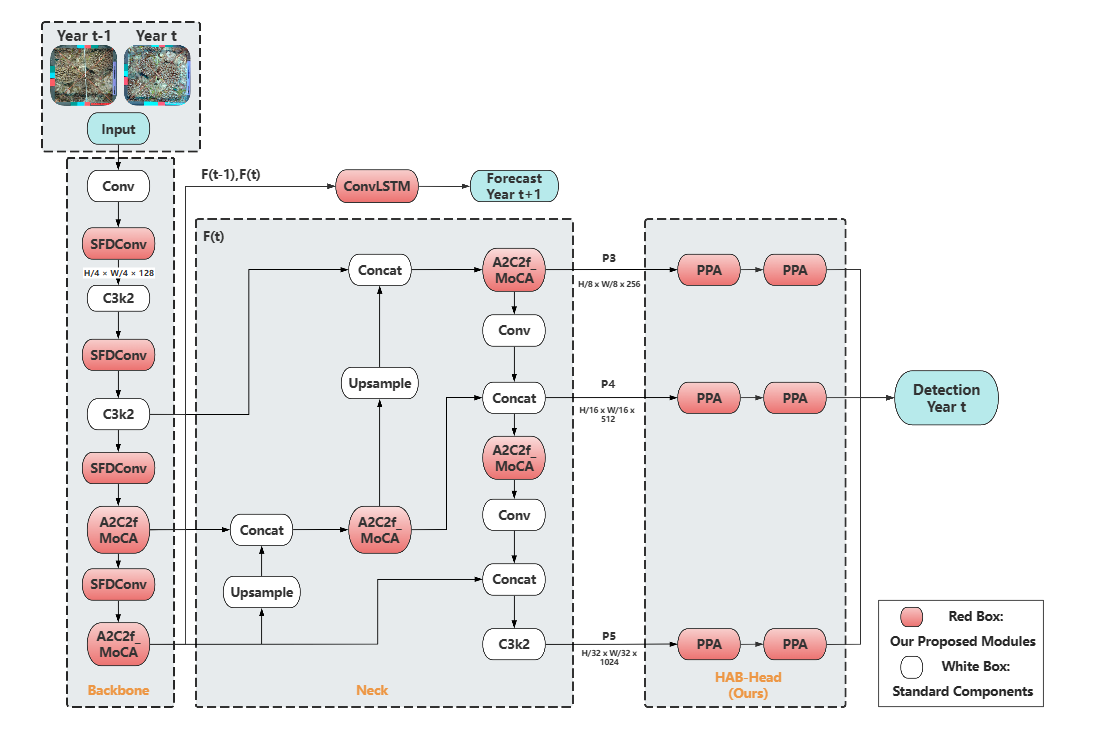 Year t-1
Year t
Input
Conv
SFDConv
H/4 × W/4 × 128
C3k2
SFDConv
C3k2
SFDConv
A2C2f
MoCA
SFDConv
A2C2f_
MoCA
Backbone
F(t-1),F(t)
ConvLSTM
Forecast
Year t+1
F(t)
Concat
A2C2f_
MoCA
Conv
Upsample
Concat
A2C2f_
MoCA
Concat
A2C2f_
MoCA
Conv
Upsample
Concat
C3k2
Neck
P3
H/8 x W/8 x 256
P4
H/16 x W/16 x
512
P5
H/32 x W/32 x
1024
PPA
PPA
PPA
PPA
PPA
PPA
HAB-Head
(Ours)
Detection
Year t
Red Box:
Our Proposed Modules
White Box:
Standard Components